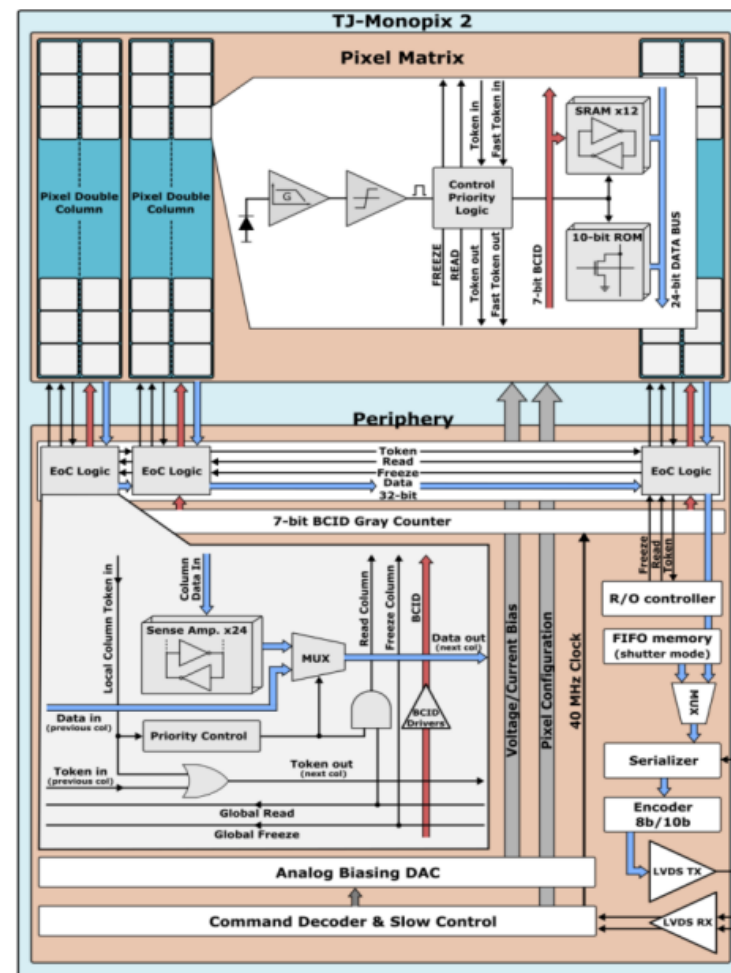 TJ-Monopix 2
Pixel Matrix
Pixel Double
Column
Pixel Double
Column
Token in
Fast Token in
SRAM x12
G
Control
Priority
Logic
10-bit ROM
FREEZE
READ
Token out
Fast Token out
7-bit BCID
24-bit DATA BUS
Periphery
EoC Logic
EoC Logic
Token
Read
Freeze
Data
32-bit
EoC Logic
7-bit BCID Gray Counter
Freeze
Read
Token
Local Column Token in
Column
Data In
Read Column
Freeze Column
BCID
Sense Amp. x24
MUX
Data out
(next col)
Data in
(previous col)
Priority Control
BCID
Drivers
Token in
(previous col)
Token out
(next col)
Global Read
Global Freeze
Voltage/Current Bias
Pixel Configuration
40 MHz Clock
R/O controller
FIFO memory
(shutter mode)
MUX
Serializer
Encoder
8b/10b
LVDS TX
Analog Biasing DAC
Command Decoder & Slow Control
LVDS RX